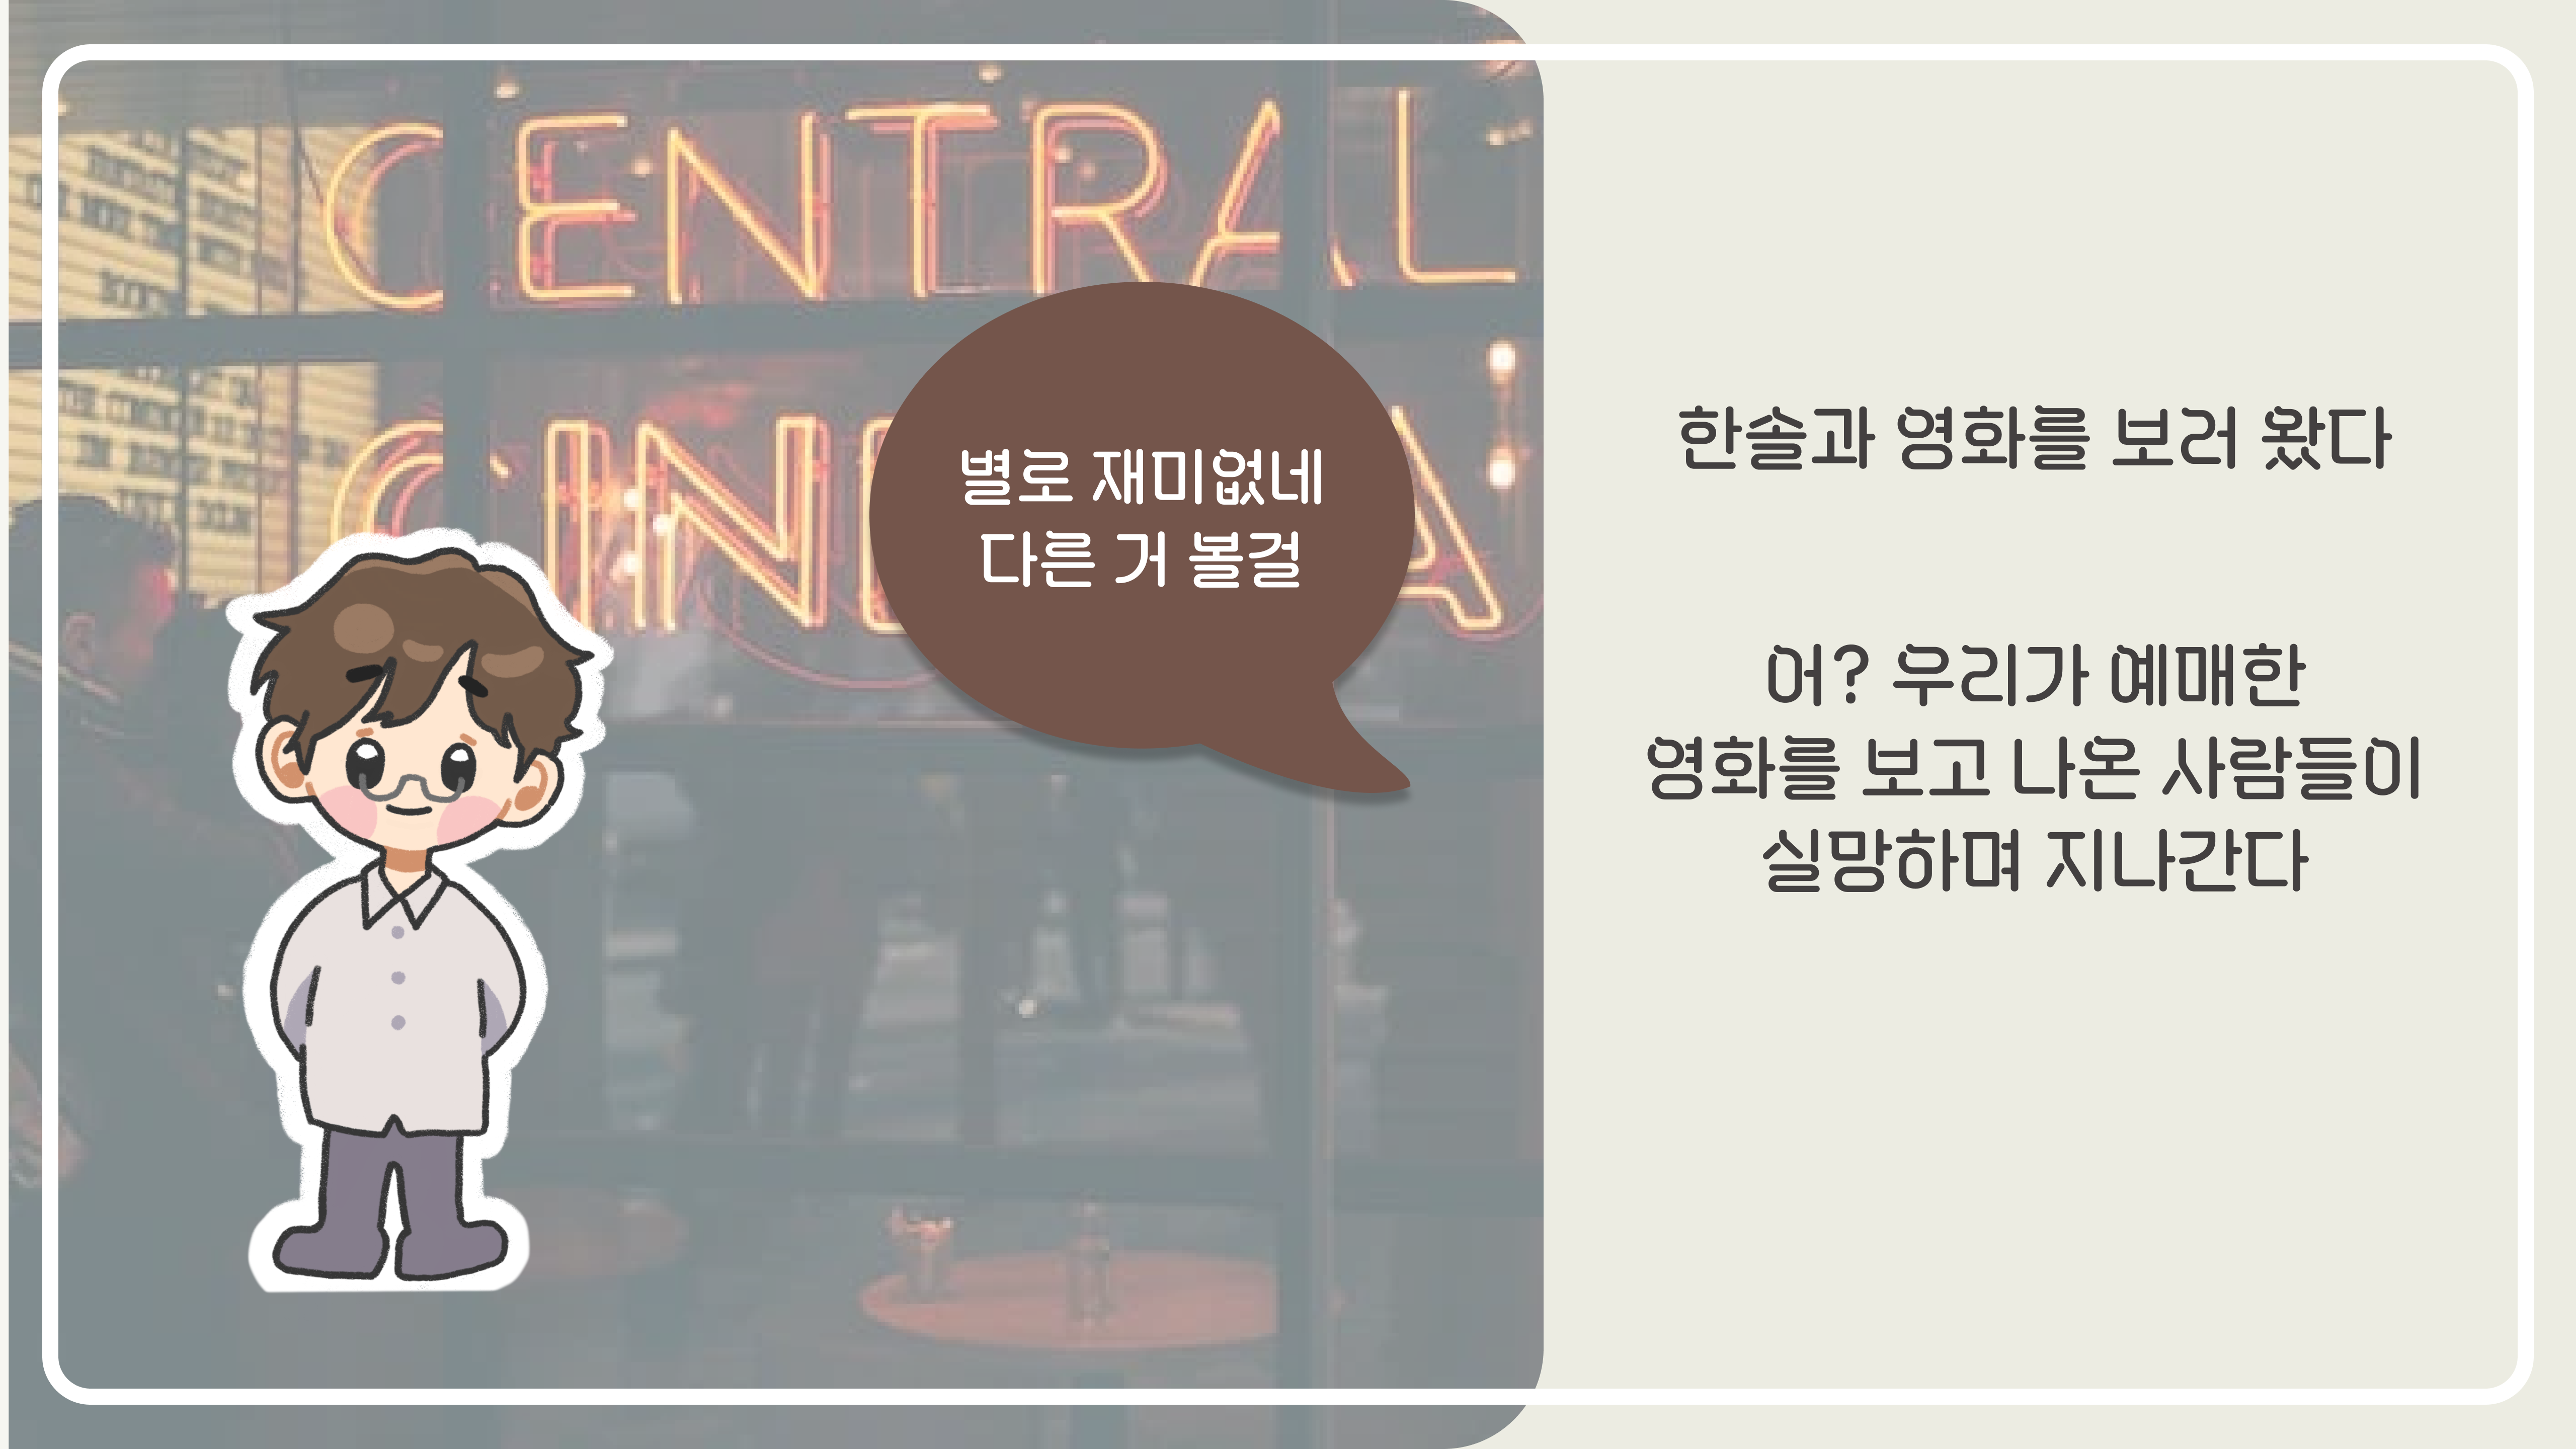 CENTRAL
별로 재미없네
다른 거 볼걸
한솔과 영화를 보러 왔다
어? 우리가 예매한
영화를 보고 나온 사람들이
실망하며 지나간다